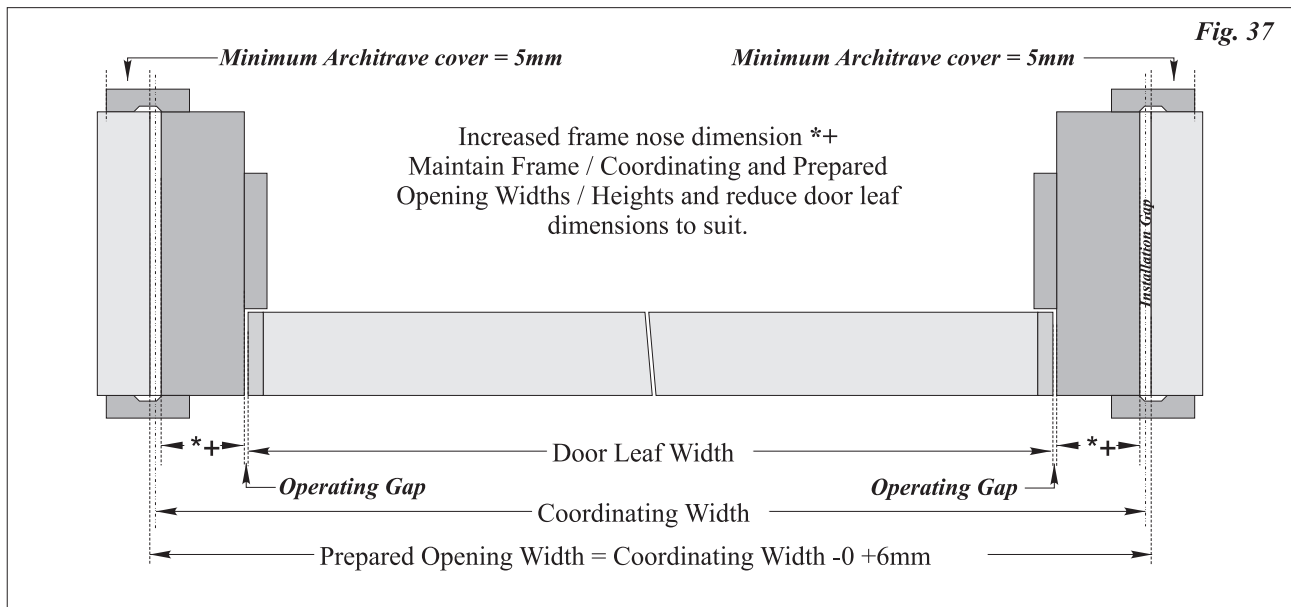 Fig. 37
Minimum Architrave cover = 5mm
Minimum Architrave cover = 5mm
Increased frame nose dimension *+
Maintain Frame / Coordinating and Prepared
Opening Widths / Heights and reduce door leaf
dimensions to suit.
Installation Gap
*+
Door Leaf Width
*+
Operating Gap
Operating Gap
Coordinating Width
Prepared Opening Width = Coordinating Width -0 +6mm